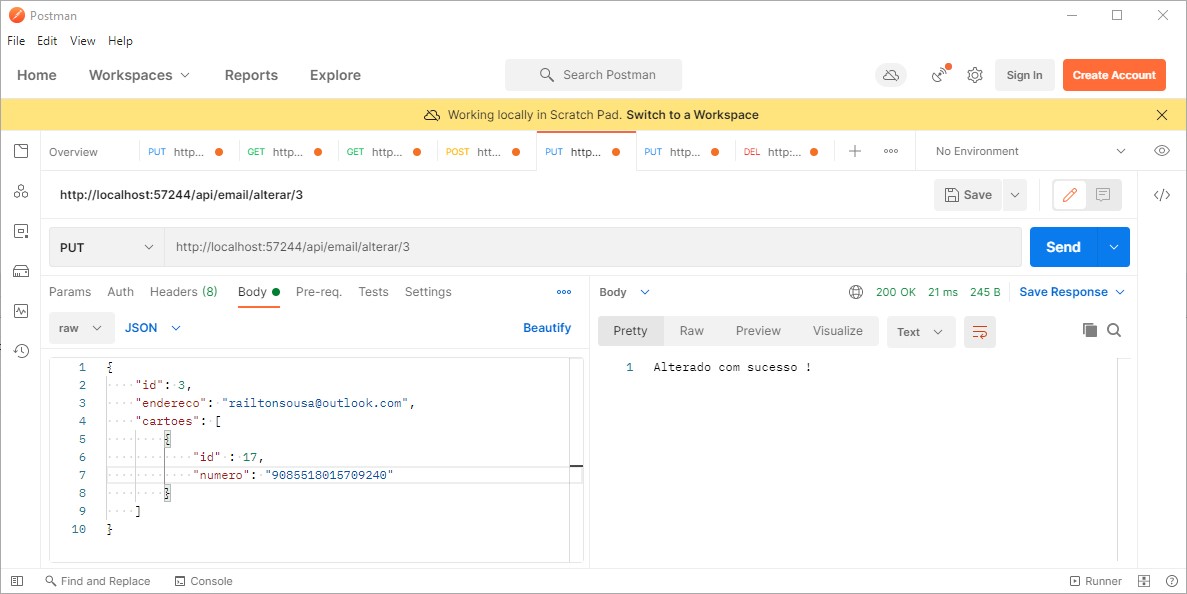 Postman
File Edit View Help
Home Workspaces Reports Explore Search Postman Sign In Create Account
Working locally in Scratch Pad. Switch to a Workspace
Overview PUT http... GET http... GET http... POST htt... PUT http... PUT http... DEL http:... No Environment
http://localhost:57244/api/email/alterar/3 Save
PUT http://localhost:57244/api/email/alterar/3 Send
Params Auth Headers (8) Body Pre-req. Tests Settings Body 200 OK 21 ms 245 B Save Response
raw JSON Beautify Pretty Raw Preview Visualize Text
1 {
2 "id": 3,
3 "endereco": "railtonsousa@outlook.com",
4 "cartoes": [
5 {
6 "id" : 17,
7 "numero": "9085518015709240"
8 }
9 ]
10 }
1 Alterado com sucesso !
Find and Replace Console Runner